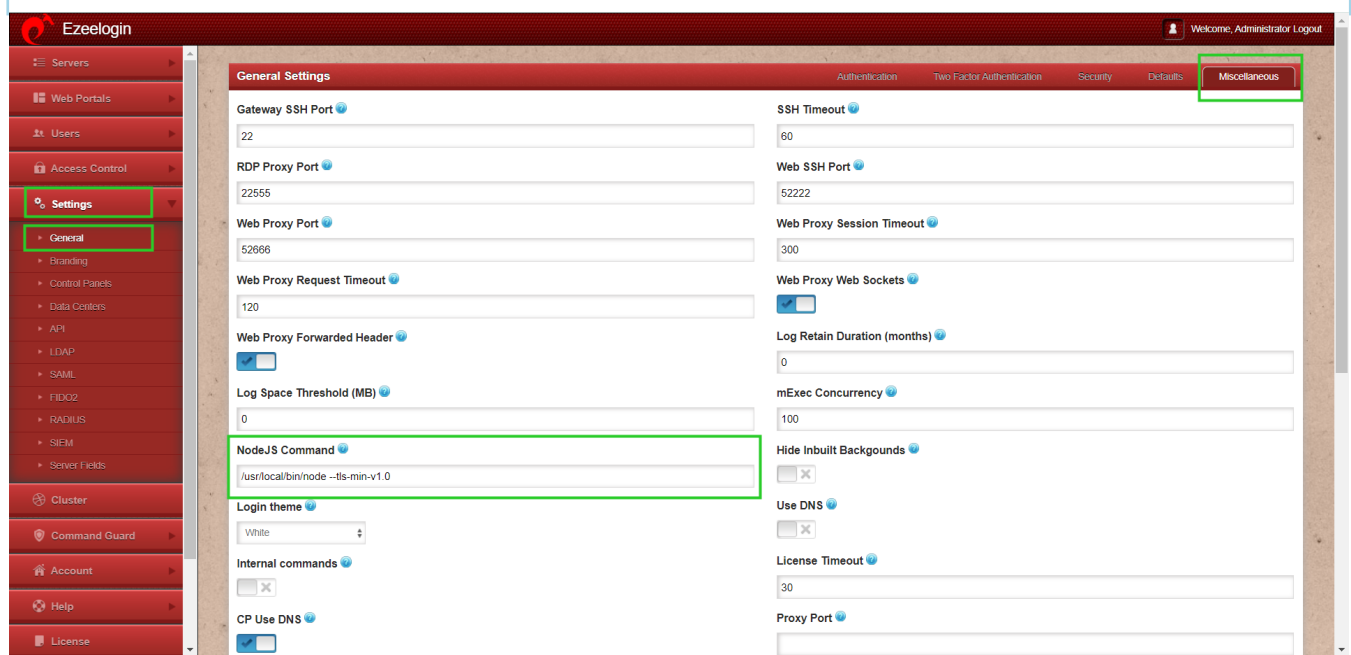 Ezeelogin
Welcome, Administrator Logout
Servers
Web Portals
Users
Access Control
Settings
General
Branding
Control Panels
Data Centers
API
LDAP
SAML
FIDO2
RADIUS
SIEM
Server Fields
Cluster
Command Guard
Account
Help
License
General Settings
Authentication
Two Factor Authentication
Security
Defaults
Miscellaneous
Gateway SSH Port
22
SSH Timeout
60
RDP Proxy Port
22555
Web SSH Port
52222
Web Proxy Port
52666
Web Proxy Session Timeout
300
Web Proxy Request Timeout
120
Web Proxy Web Sockets
Web Proxy Forwarded Header
Log Retain Duration (months)
0
Log Space Threshold (MB)
0
mExec Concurrency
100
NodeJS Command
/usr/local/bin/node --tls-min-v1.0
Hide Inbuilt Backgounds
Login theme
White
Use DNS
Internal commands
License Timeout
30
CP Use DNS
Proxy Port